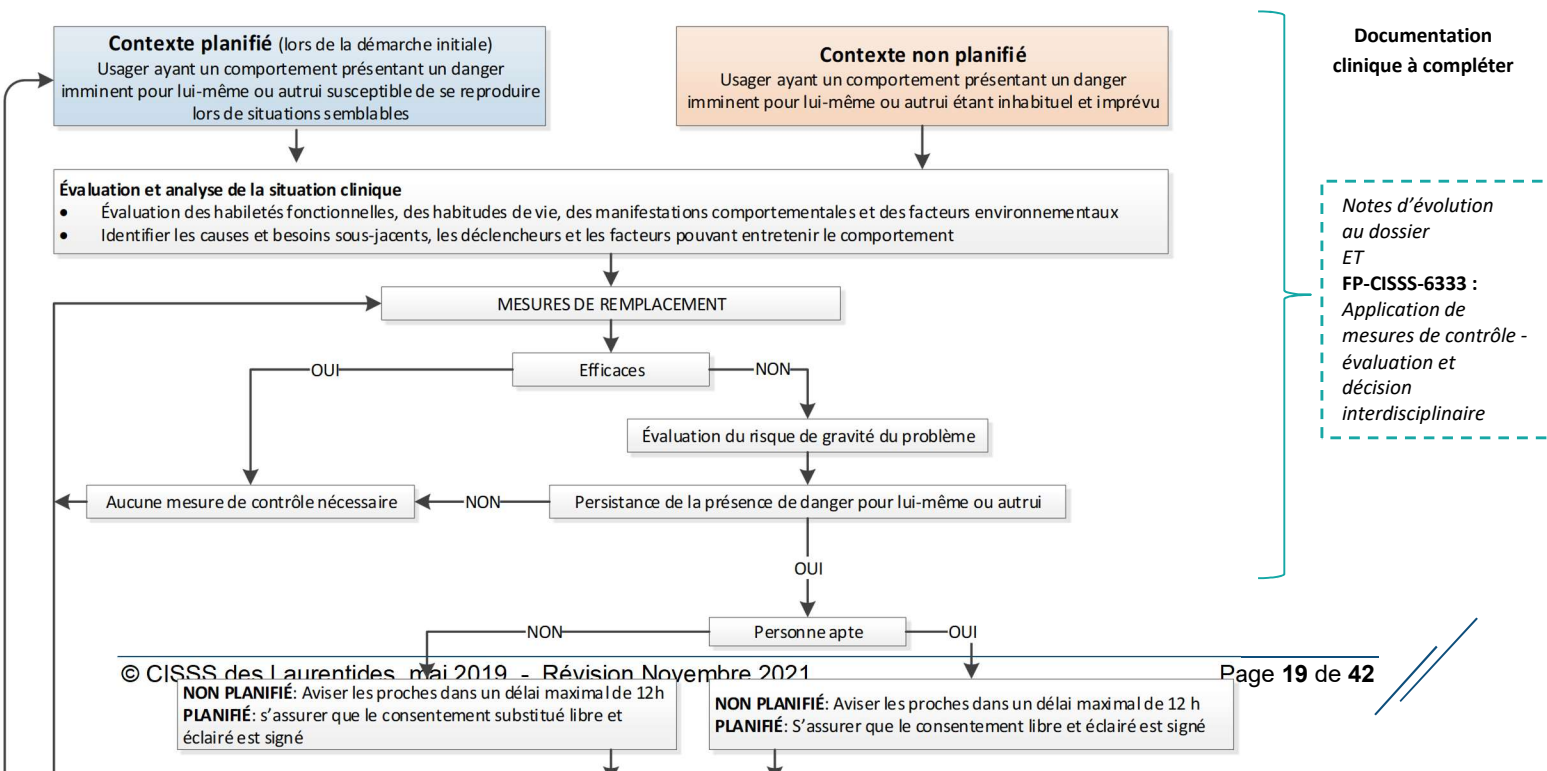 Contexte planifié (lors de la démarche initiale)
Usager ayant un comportement présentant un danger
imminent pour lui-même ou autrui susceptible de se reproduire
lors de situations semblables
Contexte non planifié
Usager ayant un comportement présentant un danger
imminent pour lui-même ou autrui étant inhabituel et imprévu
Documentation
clinique à compléter
Évaluation et analyse de la situation clinique
• Évaluation des habiletés fonctionnelles, des habitudes de vie, des manifestations comportementales et des facteurs environnementaux
• Identifier les causes et besoins sous-jacents, les déclencheurs et les facteurs pouvant entretenir le comportement
Notes d’évolution
au dossier
ET
FP-CISSS-6333 :
Application de
mesures de contrôle -
évaluation et
décision
interdisciplinaire
MESURES DE REMPLACEMENT
OUI
Efficaces
NON
Évaluation du risque de gravité du problème
Aucune mesure de contrôle nécessaire
NON
Persistance de la présence de danger pour lui-même ou autrui
OUI
NON
Personne apte
OUI
© CISSS des Laurentides, mai 2019 - Révision Novembre 2021
Page 19 de 42
NON PLANIFIÉ: Aviser les proches dans un délai maximal de 12h
PLANIFIÉ: s’assurer que le consentement substitué libre et
éclairé est signé
NON PLANIFIÉ: Aviser les proches dans un délai maximal de 12 h
PLANIFIÉ: S’assurer que le consentement libre et éclairé est signé